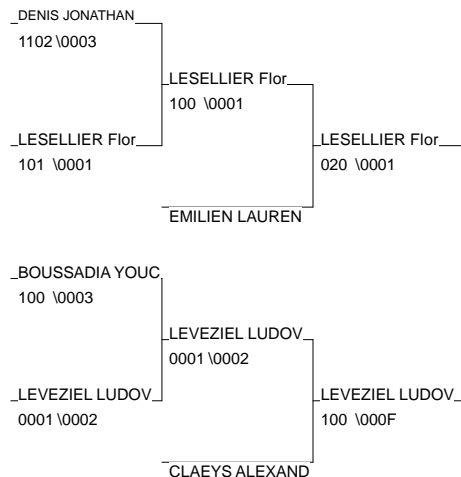 DENIS JONATHAN
1102 \0003
LESELLIER Flor
100 \0001
LESELLIER Flor
101 \0001
LESELLIER Flor
020 \0001
EMILIEN LAUREN
BOUSSADIA YOUC
100 \0003
LEVEZIEL LUDOV
0001 \0002
LEVEZIEL LUDOV
0001 \0002
LEVEZIEL LUDOV
100 \000F
CLAEYS ALEXAND